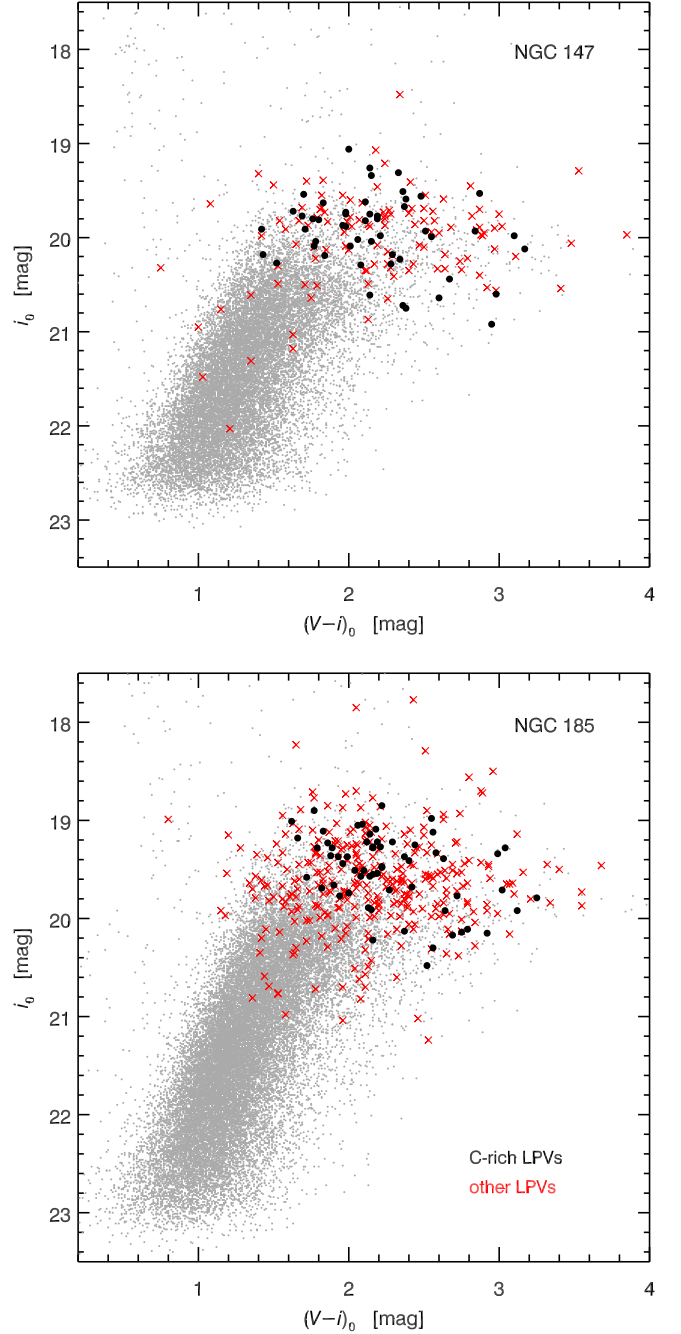 NGC 147
18
19
20
21
22
23
i₀ [mag]
1 2 3 4
(V−i)₀ [mag]
NGC 185
18
19
20
21
22
23
i₀ [mag]
C-rich LPVs
other LPVs
1 2 3 4
(V−i)₀ [mag]